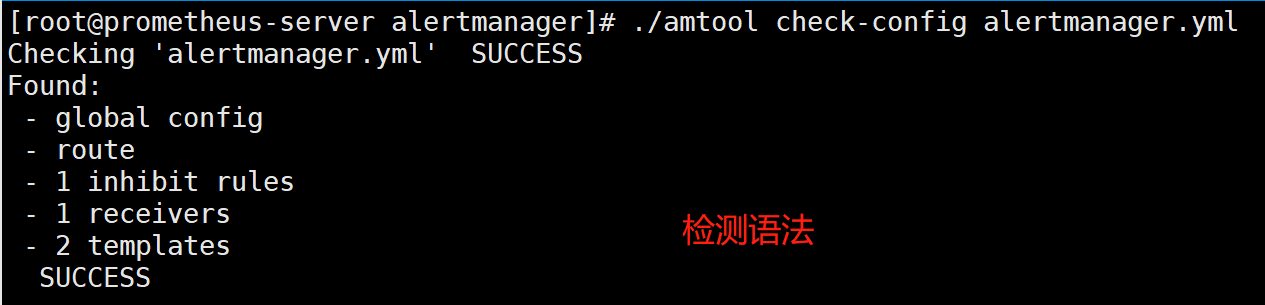 [root@prometheus-server alertmanager]# ./amtool check-config alertmanager.yml
Checking 'alertmanager.yml'  SUCCESS
Found:
 - global config
 - route
 - 1 inhibit rules
 - 1 receivers
 - 2 templates
  SUCCESS
检测语法